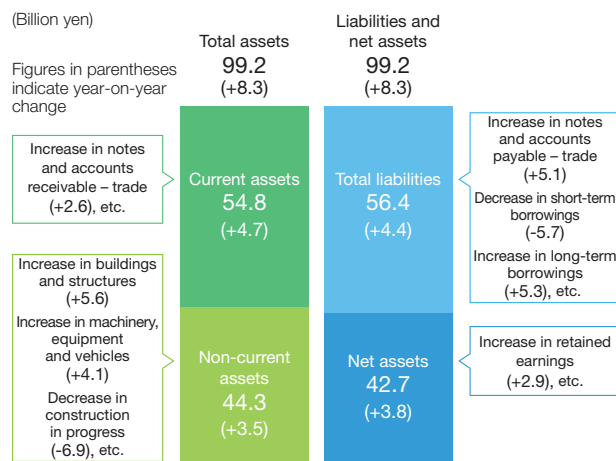 (Billion yen)
Figures in parentheses
indicate year-on-year
change
Total assets
99.2
(+8.3)
Liabilities and
net assets
99.2
(+8.3)
Increase in notes
and accounts
receivable – trade
(+2.6), etc.
Current assets
54.8
(+4.7)
Total liabilities
56.4
(+4.4)
Increase in notes
and accounts
payable – trade
(+5.1)
Decrease in short-term
borrowings
(-5.7)
Increase in long-term
borrowings
(+5.3), etc.
Increase in buildings
and structures
(+5.6)
Increase in machinery,
equipment
and vehicles
(+4.1)
Decrease in
construction
in progress
(-6.9), etc.
Non-current
assets
44.3
(+3.5)
Net assets
42.7
(+3.8)
Increase in retained
earnings
(+2.9), etc.